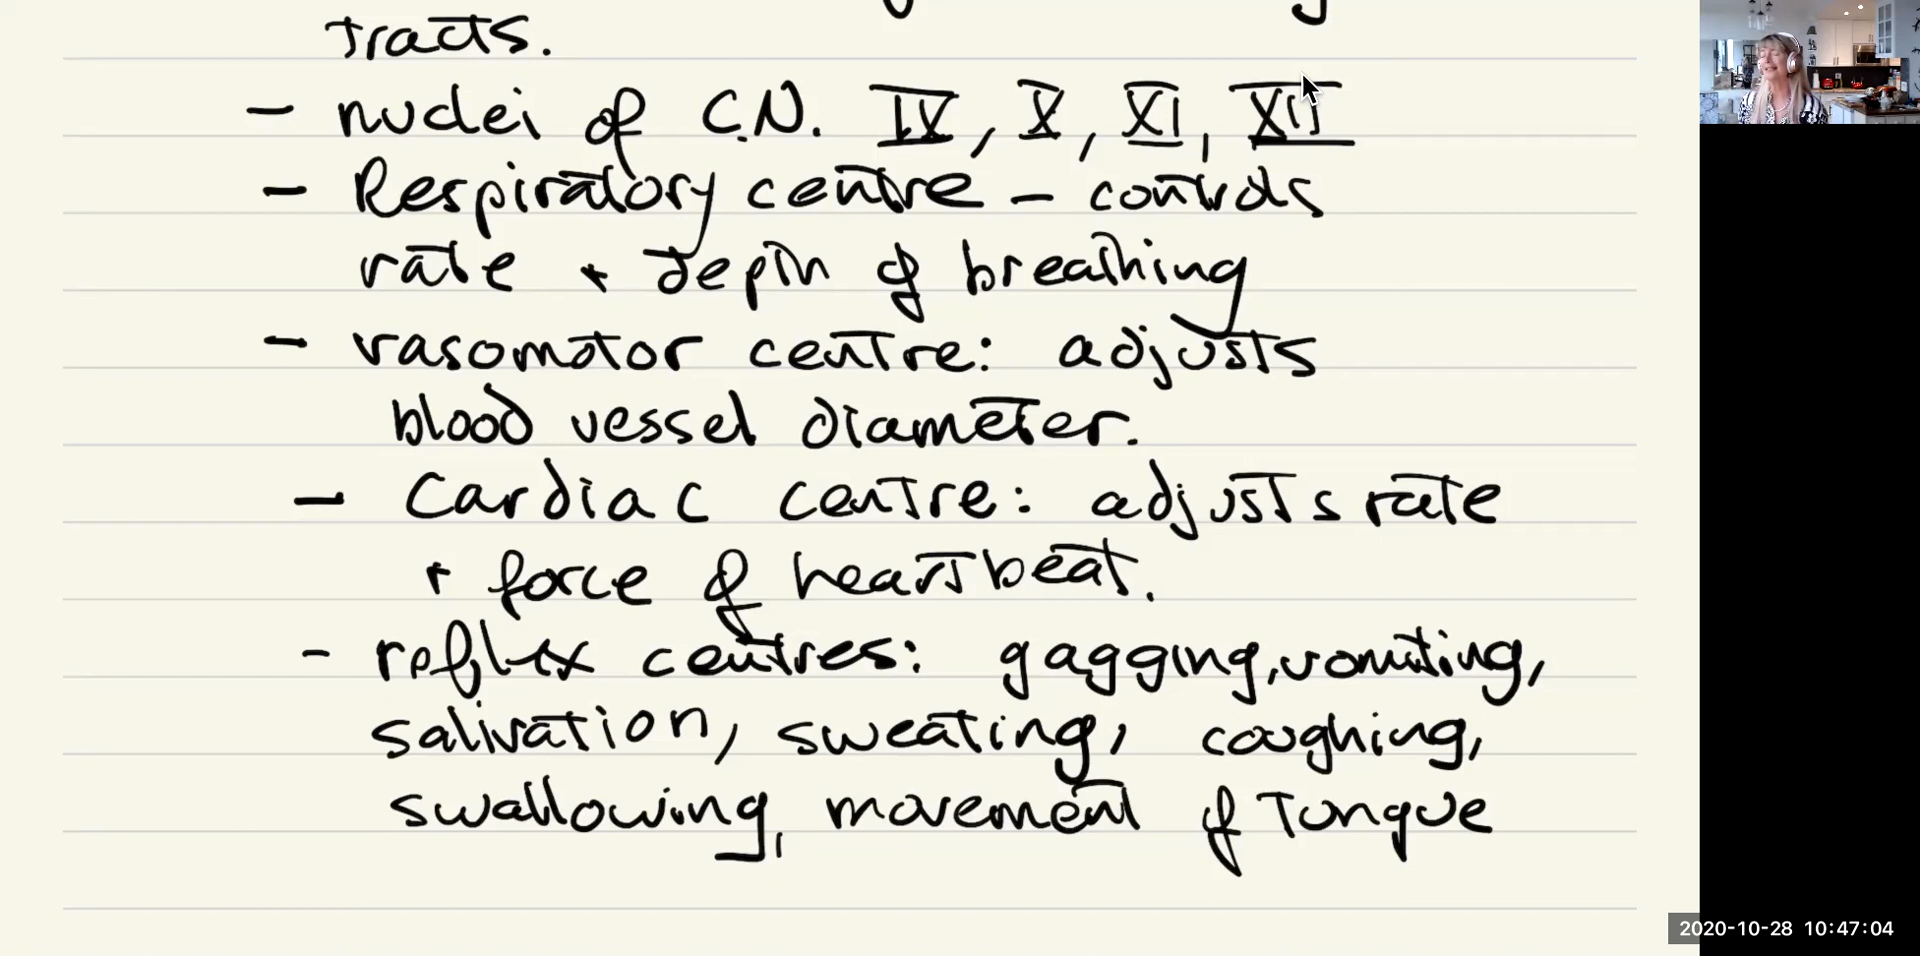 tracts.
- nuclei of C.N. IX, X, XI, XII
- Respiratory centre - controls
rate + depth of breathing
- vasomotor centre: adjusts
blood vessel diameter.
- Cardiac centre: adjusts rate
+ force of heartbeat.
- reflex centres: gagging, vomiting,
salivation, sweating, coughing,
swallowing, movement of Tongue
2020-10-28 10:47:04